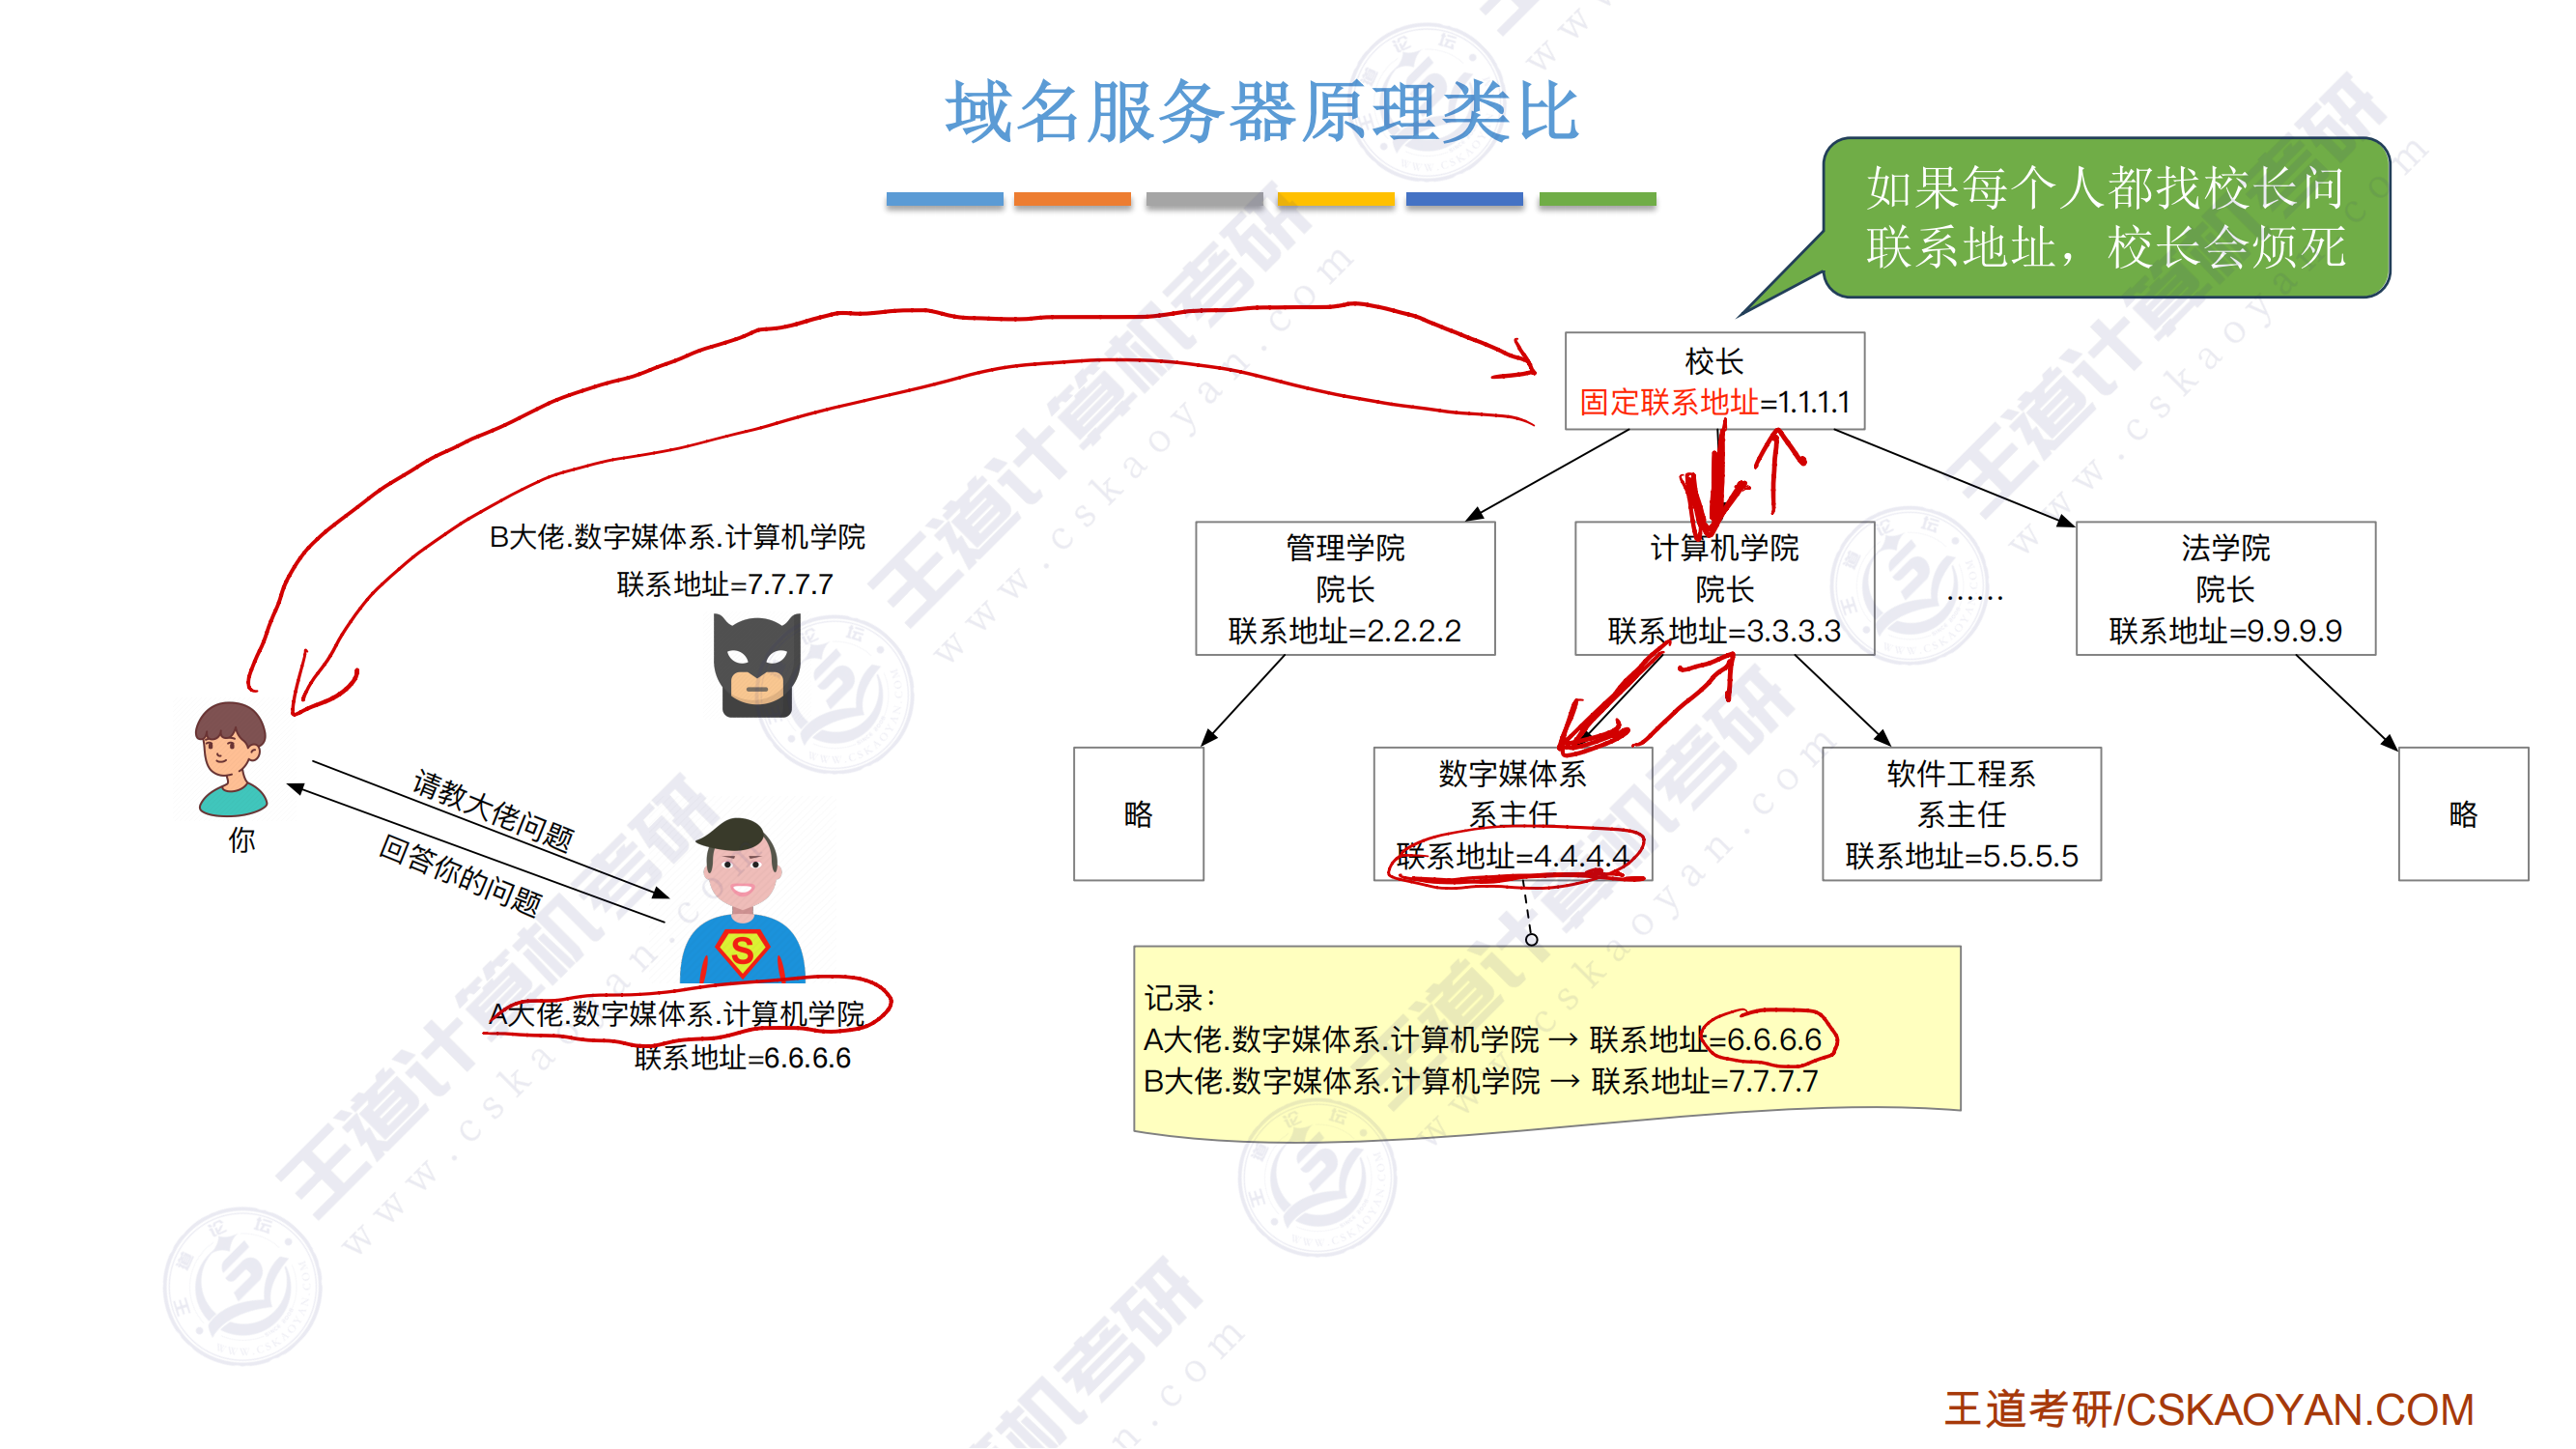 域名服务器原理类比
如果每个人都找校长问
联系地址，校长会烦死
校长
固定联系地址=1.1.1.1
B大佬.数字媒体系.计算机学院
联系地址=7.7.7.7
管理学院
院长
联系地址=2.2.2.2
计算机学院
院长
联系地址=3.3.3.3
……
法学院
院长
联系地址=9.9.9.9
你
请教大佬问题
回答你的问题
S
A大佬.数字媒体系.计算机学院
联系地址=6.6.6.6
略
数字媒体系
系主任
联系地址=4.4.4.4
软件工程系
系主任
联系地址=5.5.5.5
略
记录：
A大佬.数字媒体系.计算机学院 → 联系地址=6.6.6.6
B大佬.数字媒体系.计算机学院 → 联系地址=7.7.7.7
王道考研/CSKAOYAN.COM
王道计算机考研
www.cskaoyan.com